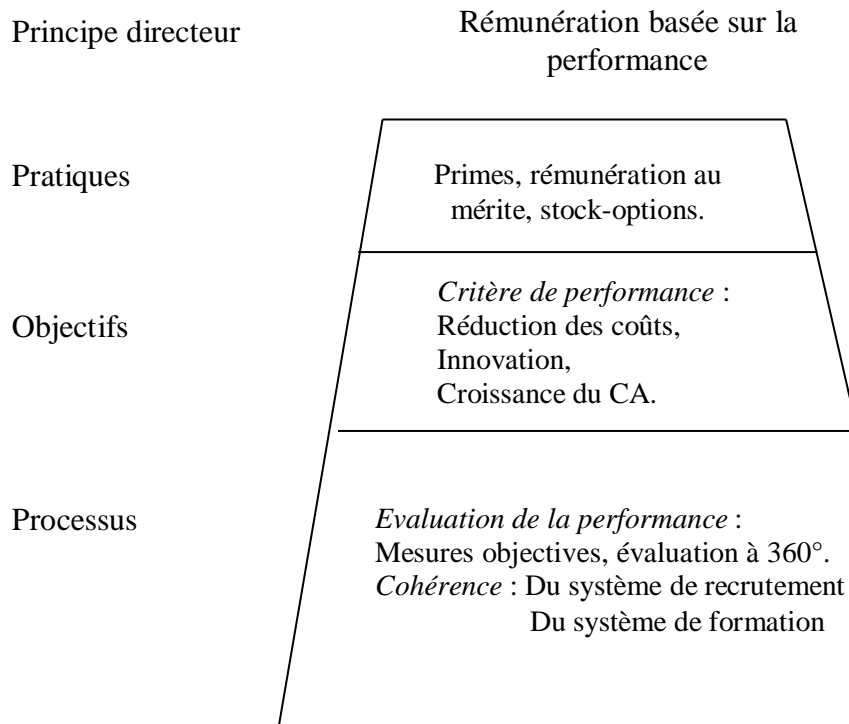 Principe directeur
Rémunération basée sur la
performance
Pratiques
Primes, rémunération au
mérite, stock-options.
Objectifs
Critère de performance :
Réduction des coûts,
Innovation,
Croissance du CA.
Processus
Evaluation de la performance :
Mesures objectives, évaluation à 360°.
Cohérence : Du système de recrutement
Du système de formation